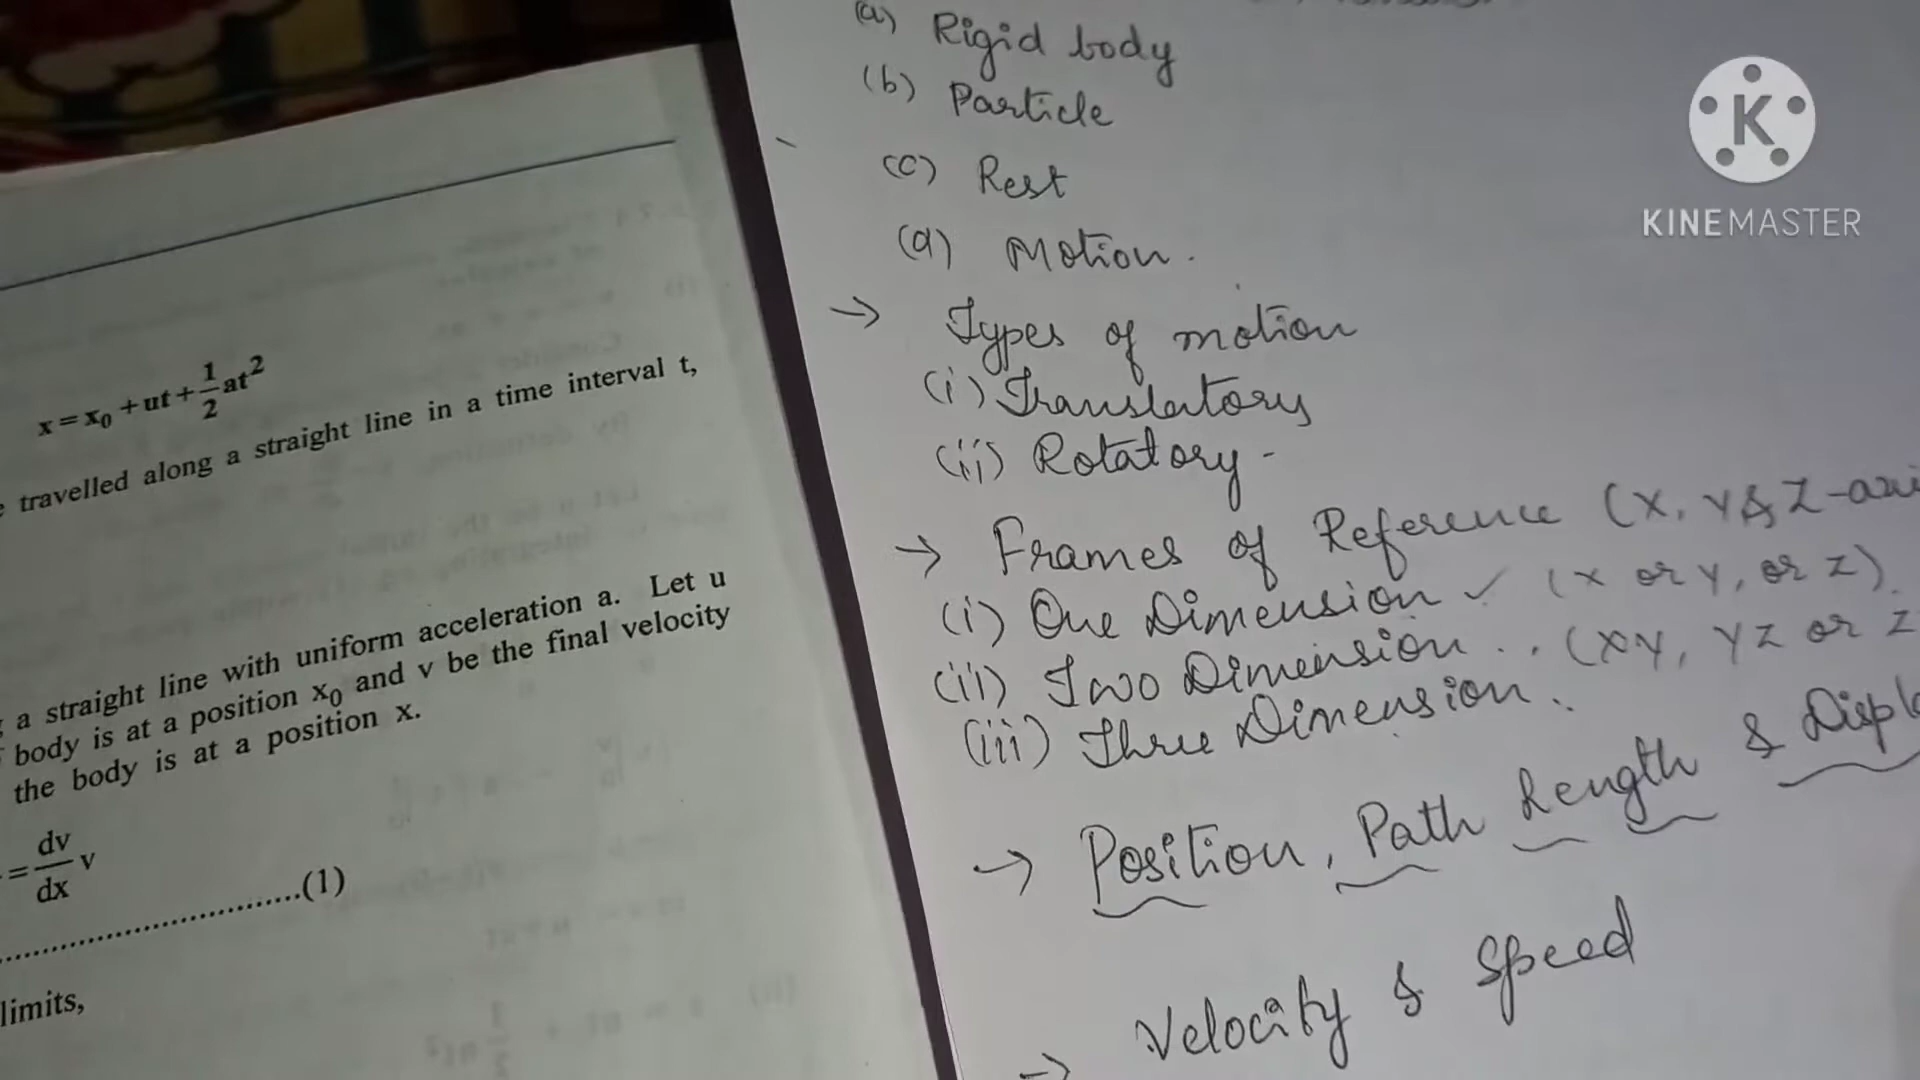 x = x₀ + ut + 1/2 at²
travelled along a straight line in a time interval t,
a straight line with uniform acceleration a. Let u
body is at a position x₀ and v be the final velocity
the body is at a position x.
= dv/dx v
..............................(1)
limits,
(a) Rigid body
(b) Particle
(c) Rest
(d) Motion.
→ Types of motion
(i) Translatory
(ii) Rotatory -
→ Frames of Reference (X, Y & Z-axi
(i) One Dimension ✓ (x or y, or z).
(ii) Two Dimension.. (XY, YZ or Z
(iii) Three Dimension..
→ Position, Path Length & Displa
→ Velocity & Speed
K
KINEMASTER